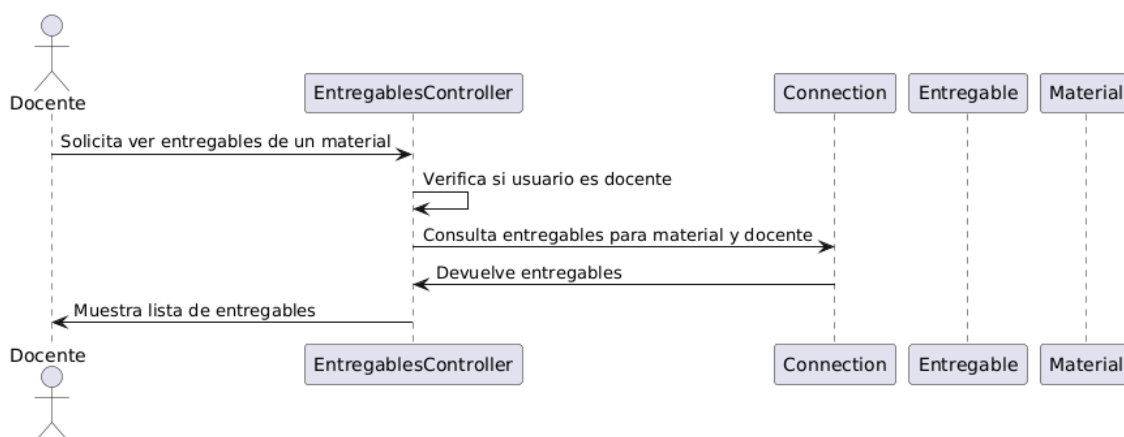 Docente
EntregablesController
Connection
Entregable
Material
Solicita ver entregables de un material
Verifica si usuario es docente
Consulta entregables para material y docente
Devuelve entregables
Muestra lista de entregables
Docente
EntregablesController
Connection
Entregable
Material